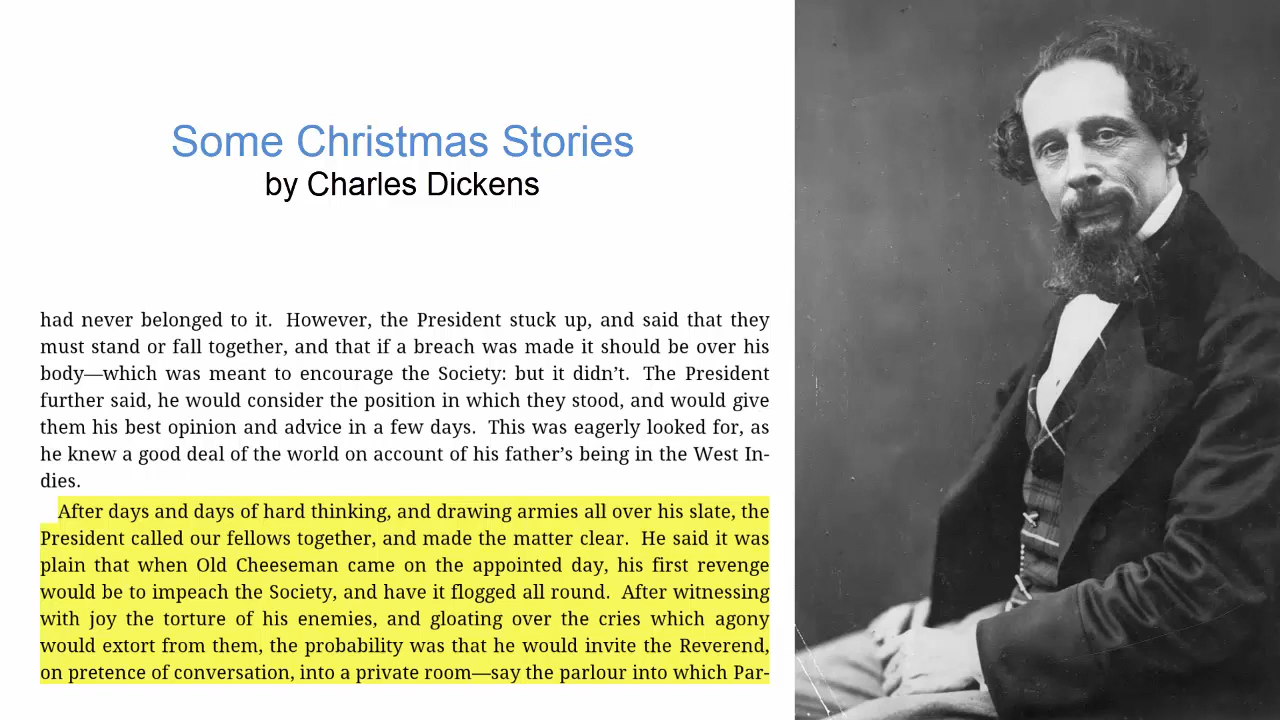 Some Christmas Stories
by Charles Dickens
had never belonged to it.  However, the President stuck up, and said that they
must stand or fall together, and that if a breach was made it should be over his
body—which was meant to encourage the Society: but it didn’t.  The President
further said, he would consider the position in which they stood, and would give
them his best opinion and advice in a few days.  This was eagerly looked for, as
he knew a good deal of the world on account of his father’s being in the West In-
dies.
After days and days of hard thinking, and drawing armies all over his slate, the
President called our fellows together, and made the matter clear.  He said it was
plain that when Old Cheeseman came on the appointed day, his first revenge
would be to impeach the Society, and have it flogged all round.  After witnessing
with joy the torture of his enemies, and gloating over the cries which agony
would extort from them, the probability was that he would invite the Reverend,
on pretence of conversation, into a private room—say the parlour into which Par-